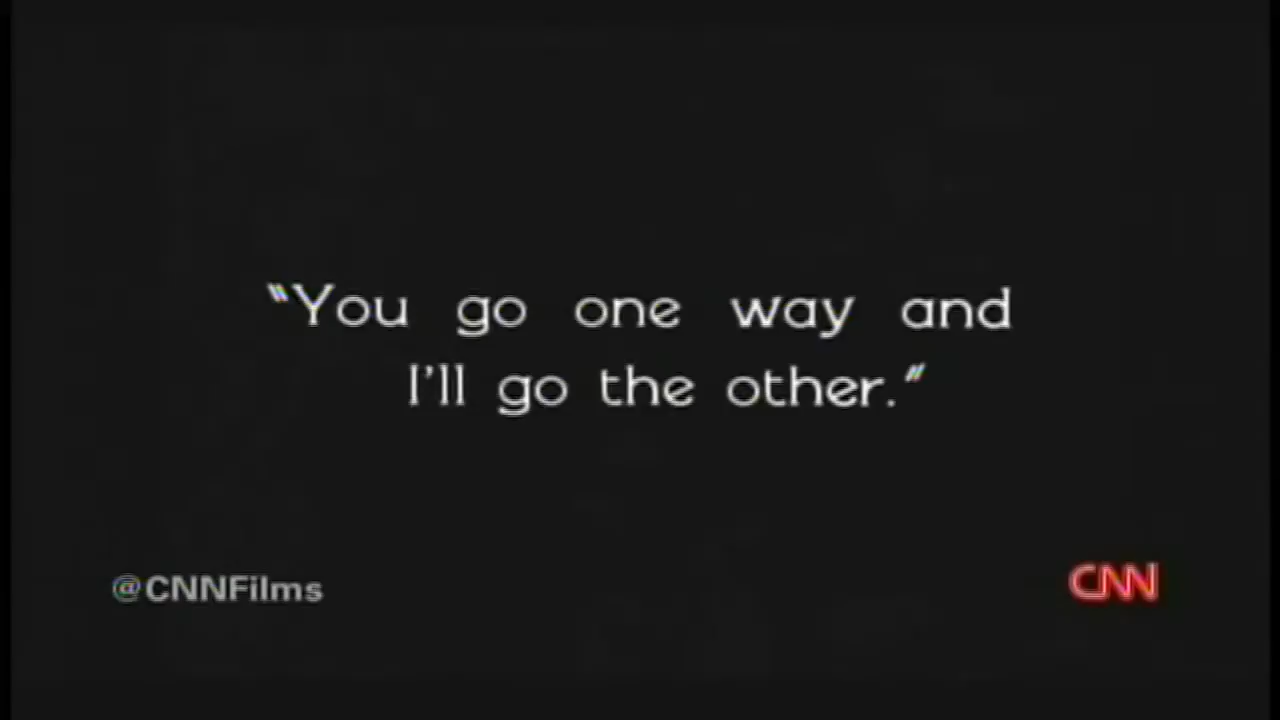 “You go one way and
I'll go the other.”
@CNNFilms
CNN